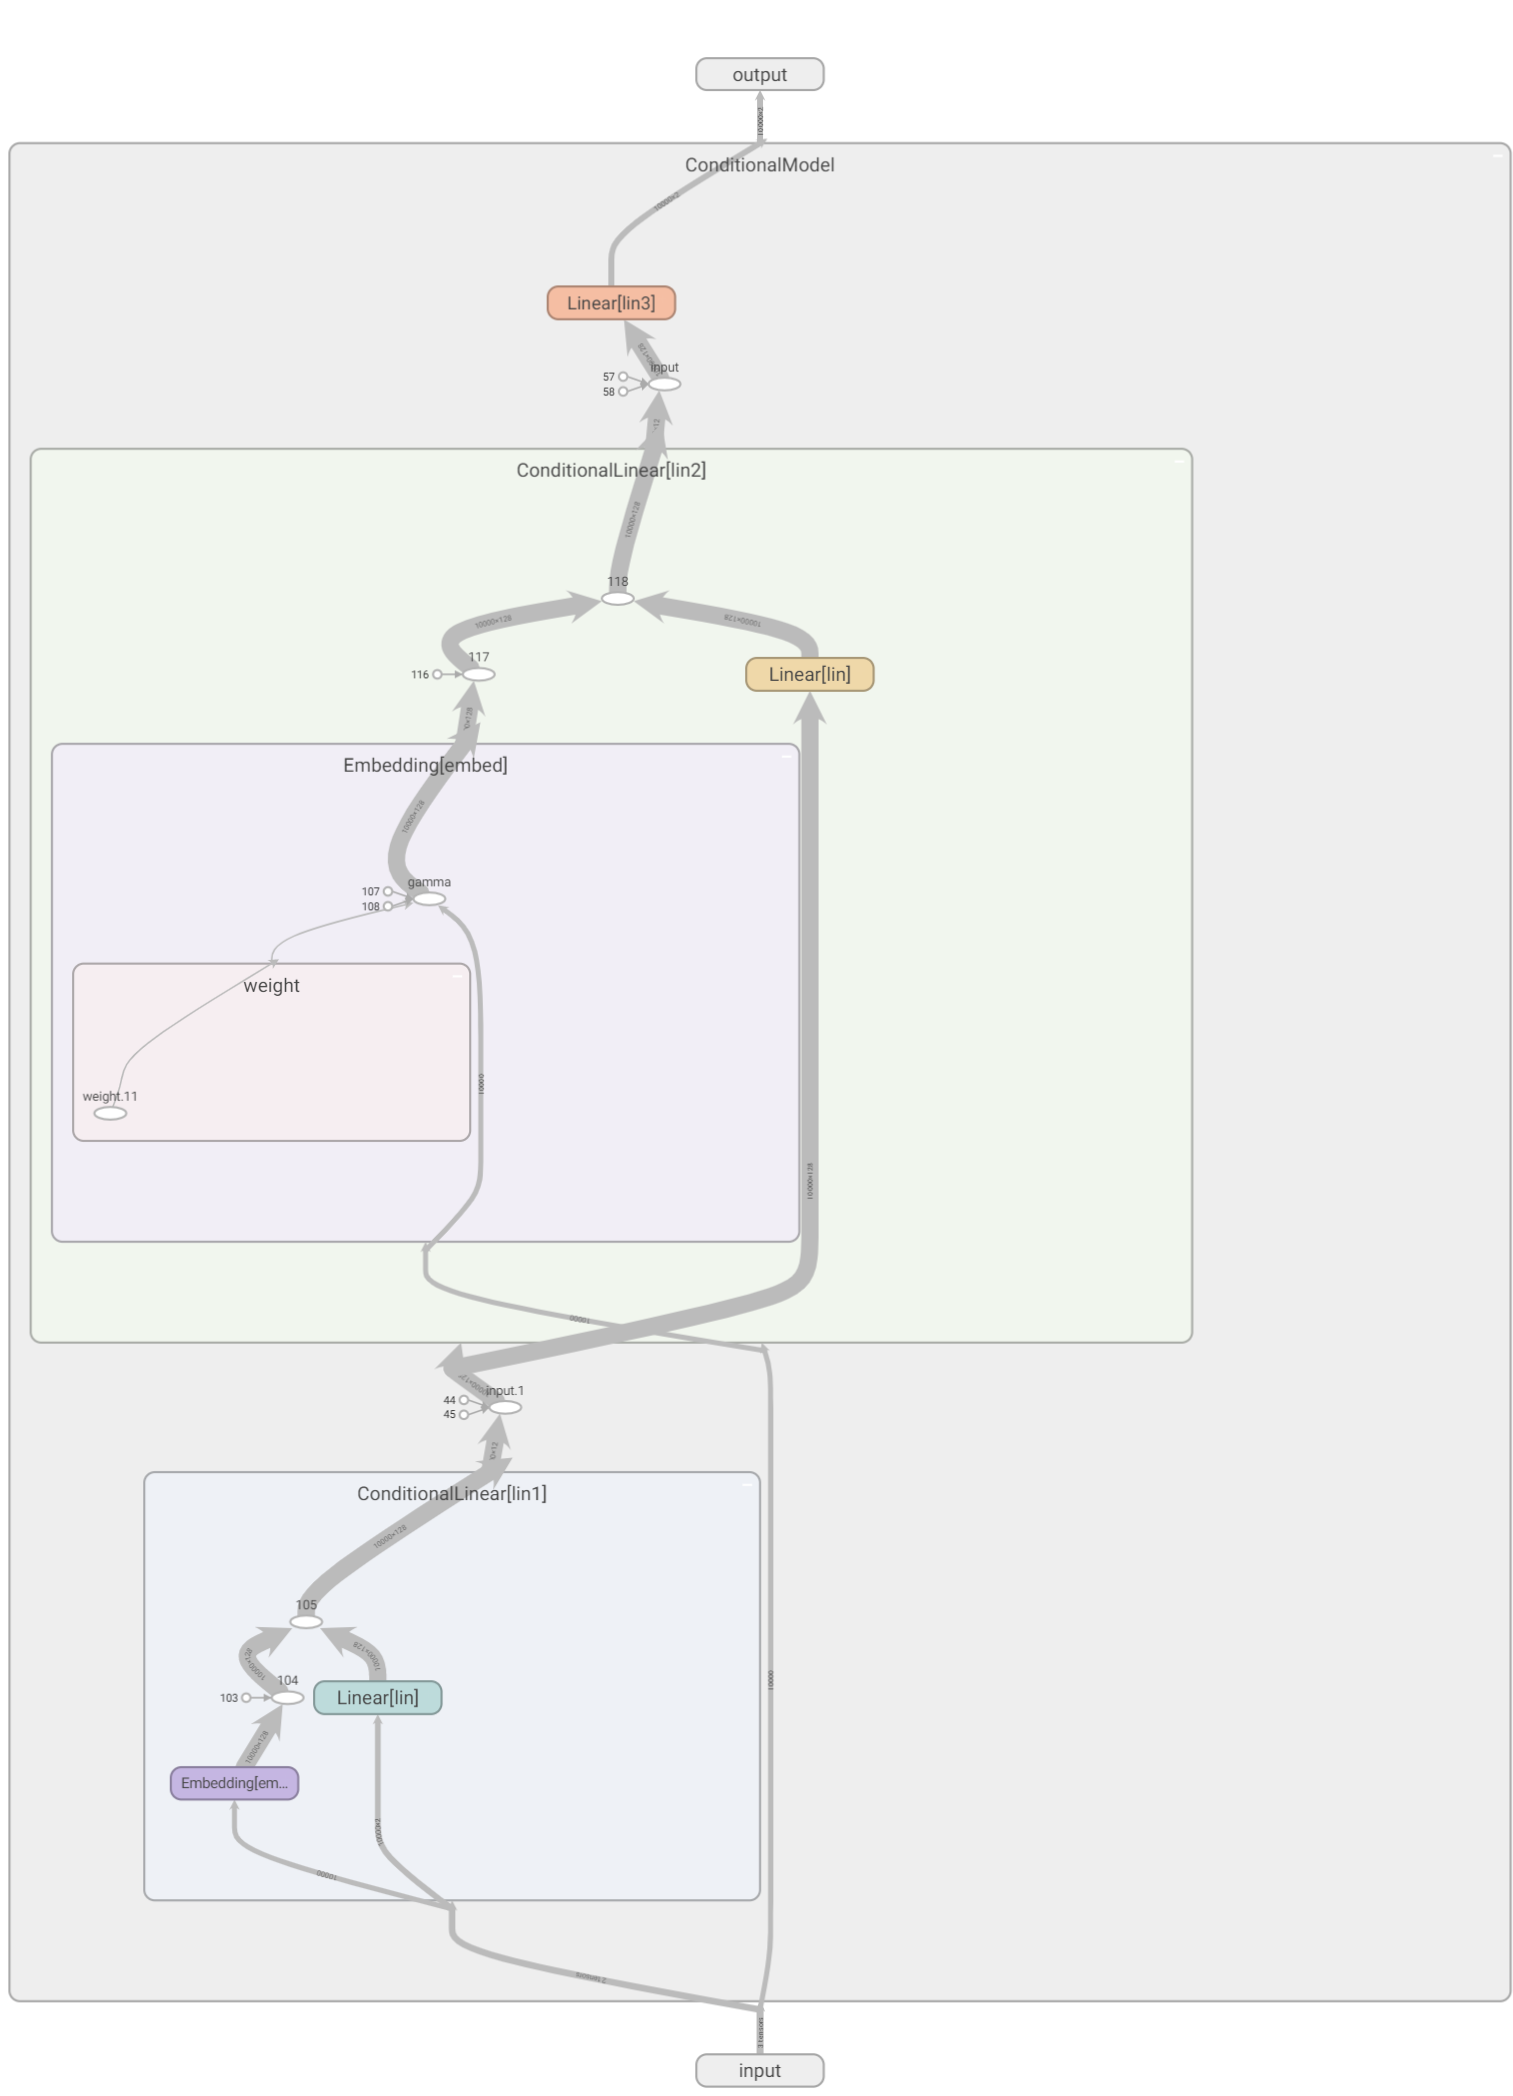 output
10000×2
ConditionalModel
10000×2
Linear[lin3]
input
57
58
ConditionalLinear[lin2]
10000×128
118
10000×128
10000×128
117
116
Linear[lin]
Embedding[embed]
10000×128
gamma
107
108
weight
10000
weight.11
10000×128
10000
input.1
44
45
ConditionalLinear[lin1]
10000×128
105
10000×128
10000×128
104
103
Linear[lin]
10000
10000×128
Embedding[em...
10000×2
10000
2 tensors
input